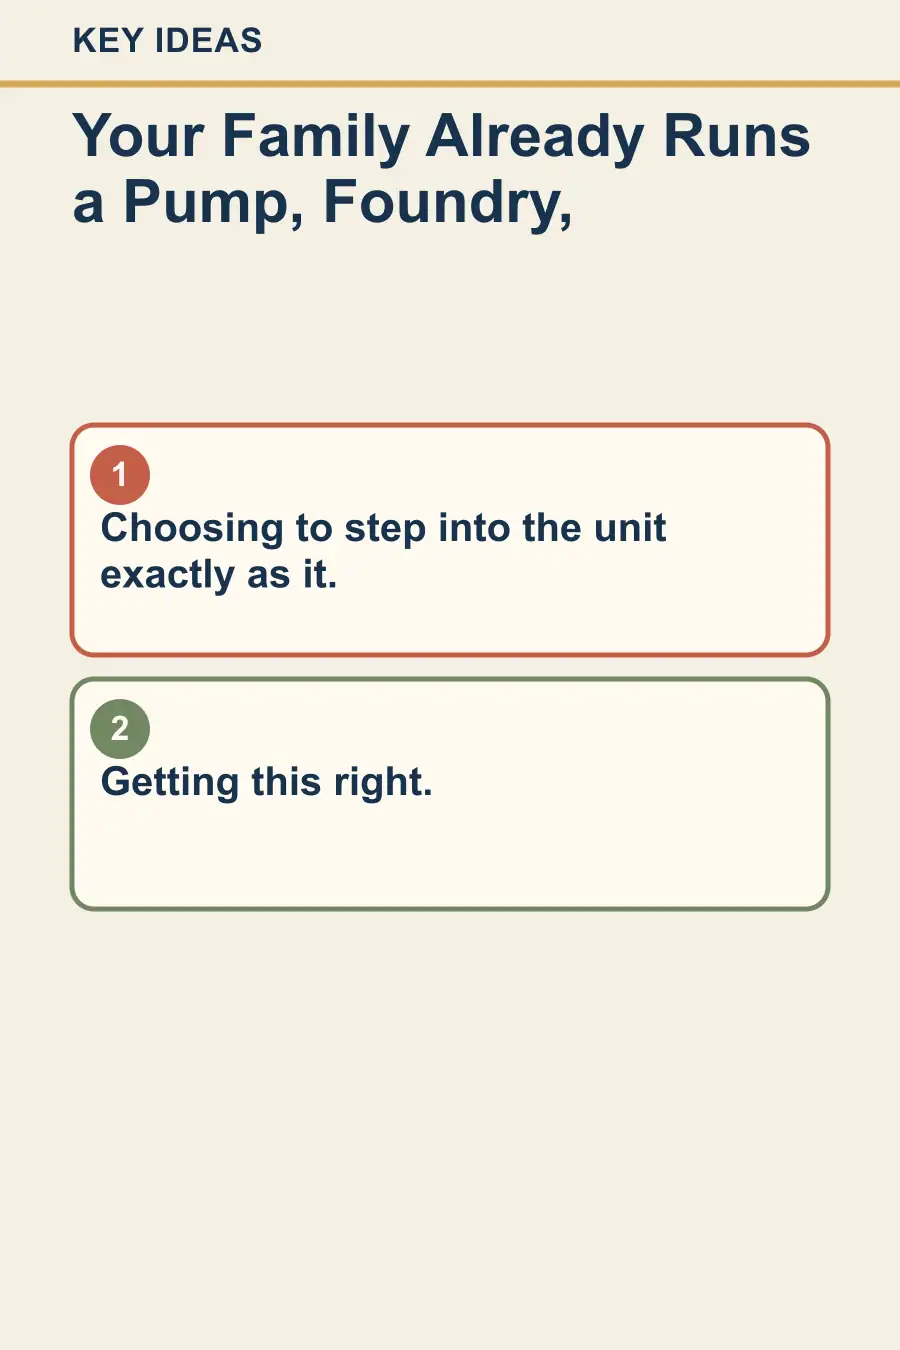 KEY IDEAS
Your Family Already Runs
a Pump, Foundry,
1
Choosing to step into the unit
exactly as it.
2
Getting this right.